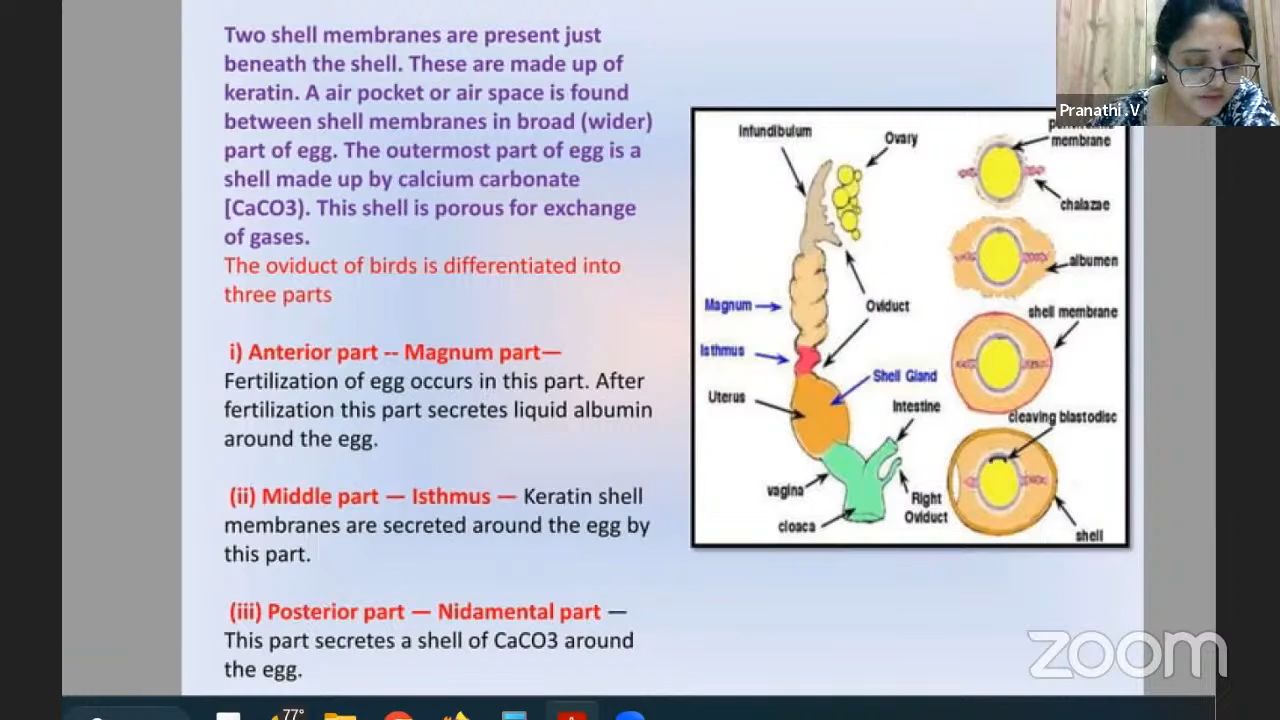 Two shell membranes are present just
beneath the shell. These are made up of
keratin. A air pocket or air space is found
between shell membranes in broad (wider)
part of egg. The outermost part of egg is a
shell made up by calcium carbonate
[CaCO3). This shell is porous for exchange
of gases.
The oviduct of birds is differentiated into
three parts
i) Anterior part -- Magnum part—
Fertilization of egg occurs in this part. After
fertilization this part secretes liquid albumin
around the egg.
(ii) Middle part — Isthmus — Keratin shell
membranes are secreted around the egg by
this part.
(iii) Posterior part — Nidamental part —
This part secretes a shell of CaCO3 around
the egg.
Infundibulum
Ovary
Magnum
Oviduct
Isthmus
Shell Gland
Uterus
Intestine
vagina
Right
Oviduct
cloaca
membrane
chalazae
albumen
shell membrane
cleaving blastodisc
shell
Pranathi .V
zoom
77°